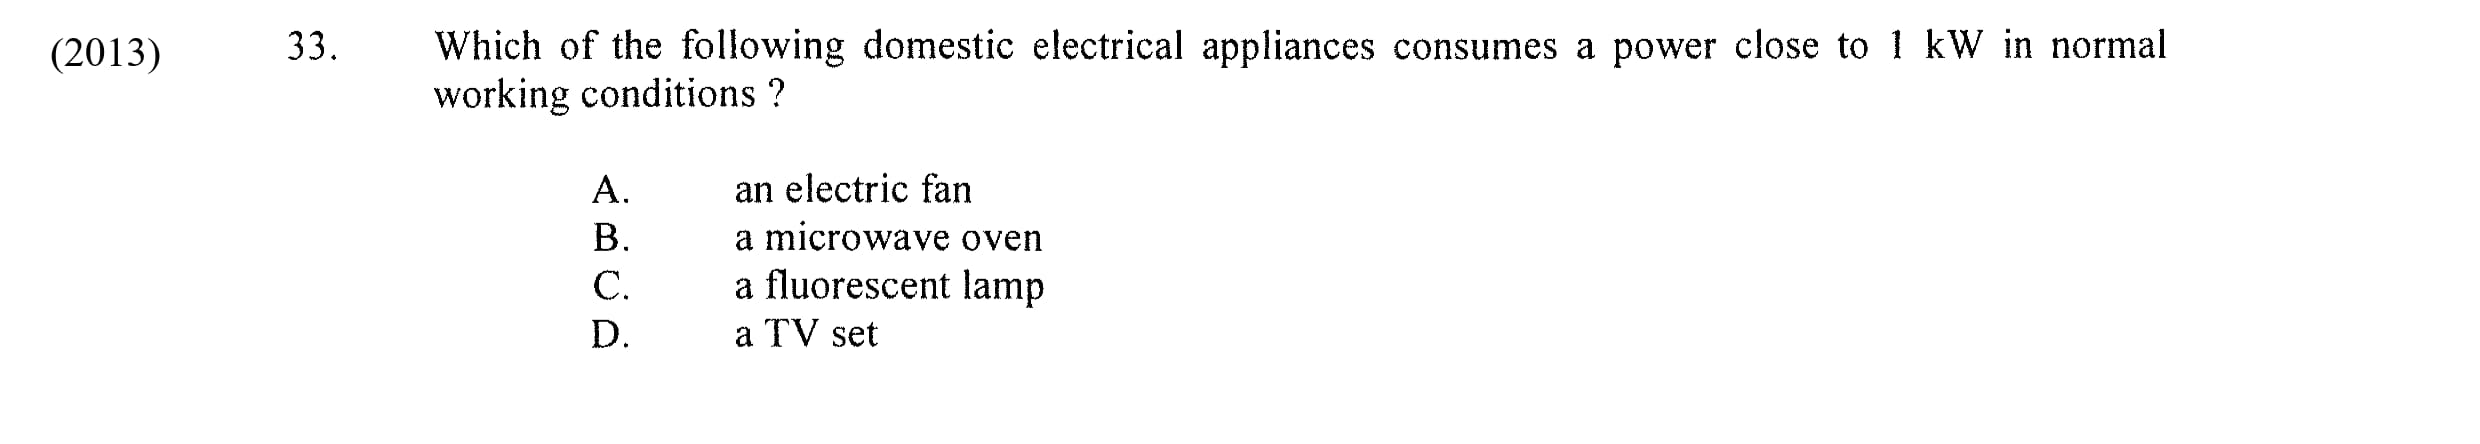 (2013) 33. Which of the following domestic electrical appliances consumes a power close to 1 kW in normal
working conditions ?
A. an electric fan
B. a microwave oven
C. a fluorescent lamp
D. a TV set